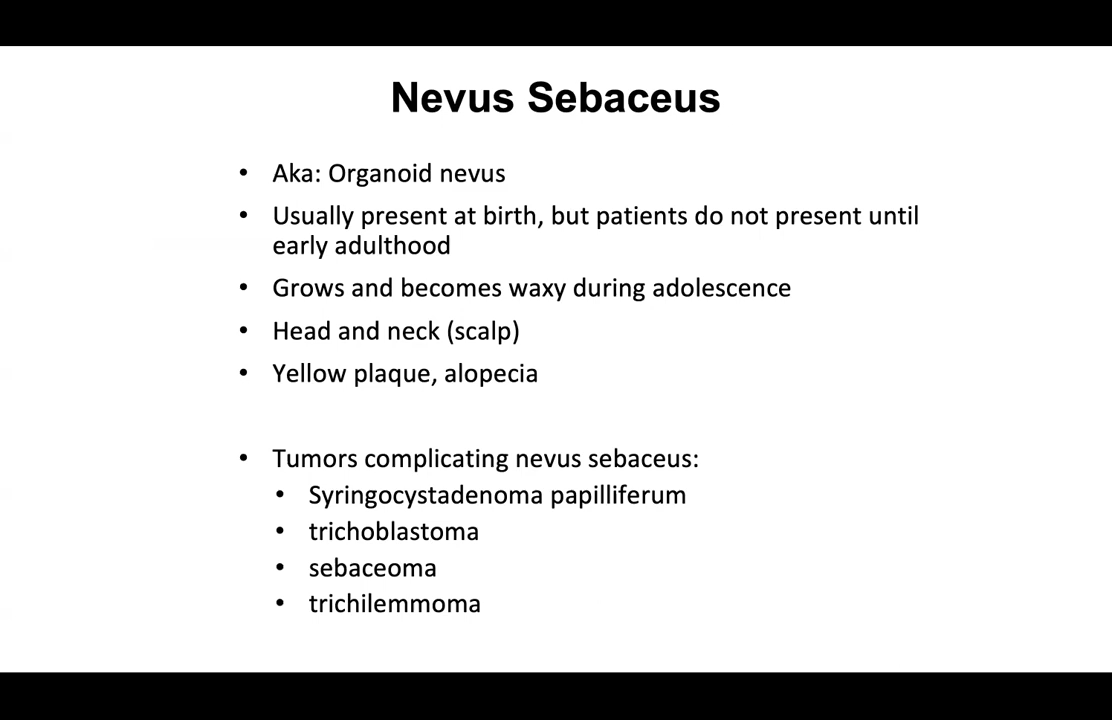 Nevus Sebaceus
• Aka: Organoid nevus
• Usually present at birth, but patients do not present until
early adulthood
• Grows and becomes waxy during adolescence
• Head and neck (scalp)
• Yellow plaque, alopecia
• Tumors complicating nevus sebaceus:
• Syringocystadenoma papilliferum
• trichoblastoma
• sebaceoma
• trichilemmoma